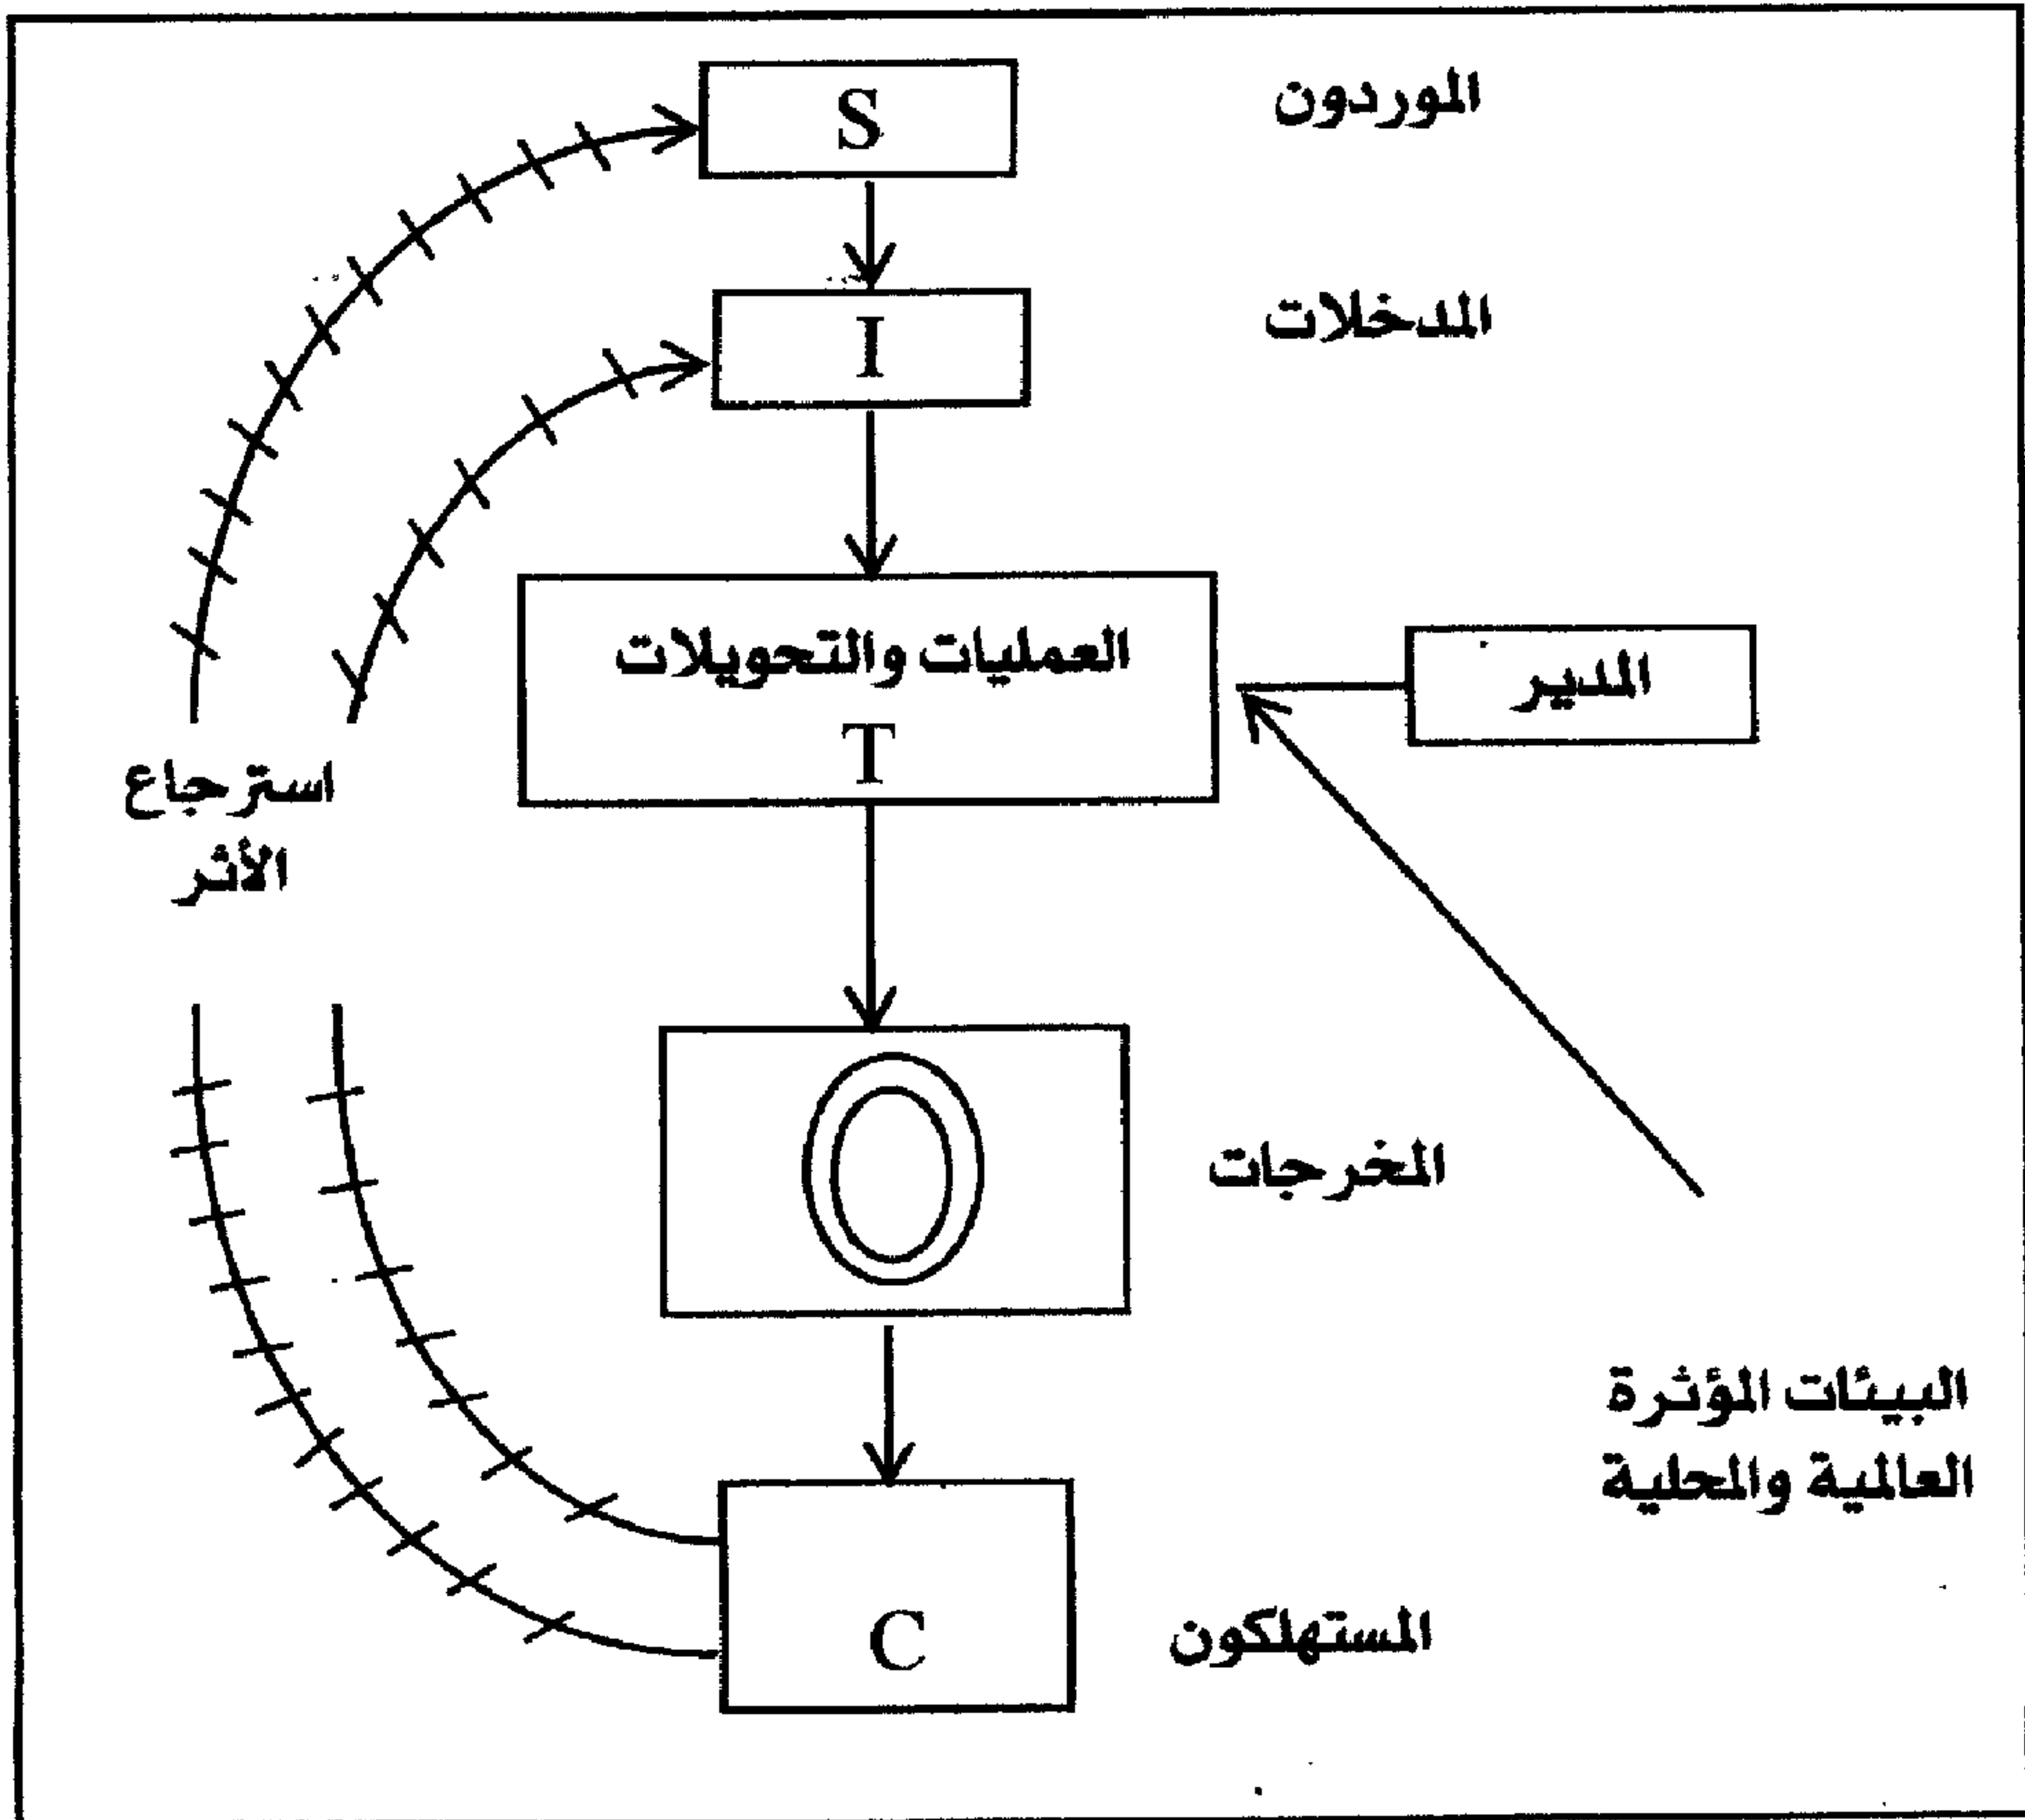 S
الموردون
I
المدخلات
العمليات والتحويلات
T
المدير
استرجاع
الأثر
O
المخرجات
البيئات المؤثرة
العالمية والمحلية
C
المستهلكون